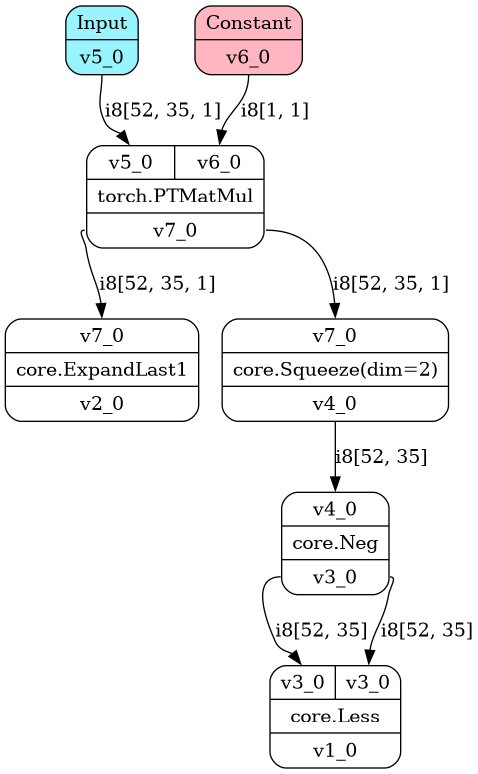 Input
v5_0
Constant
v6_0
i8[52, 35, 1]
i8[1, 1]
v5_0
v6_0
torch.PTMatMul
v7_0
i8[52, 35, 1]
i8[52, 35, 1]
v7_0
core.ExpandLast1
v2_0
v7_0
core.Squeeze(dim=2)
v4_0
i8[52, 35]
v4_0
core.Neg
v3_0
i8[52, 35]
i8[52, 35]
v3_0
v3_0
core.Less
v1_0